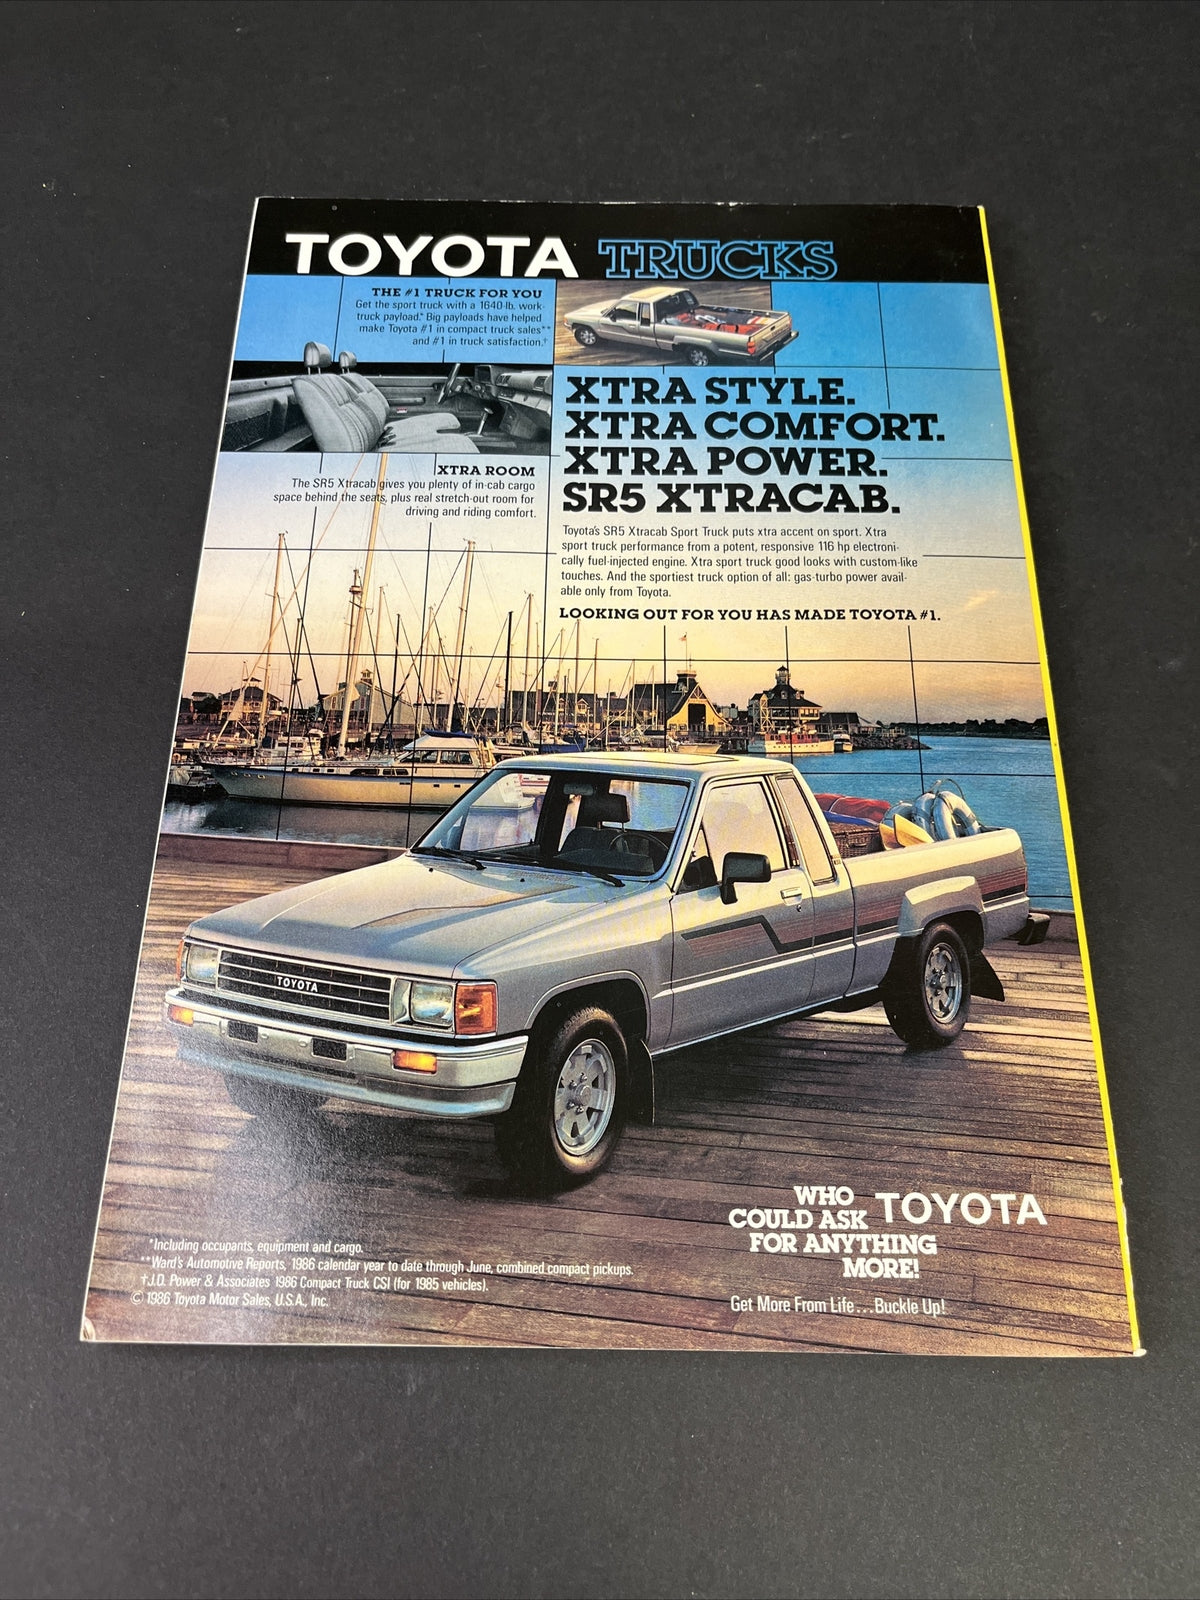 TOYOTA TRUCKS
THE #1 TRUCK FOR YOU
Get the sport truck with a 1640-lb. work-
truck payload.* Big payloads have helped
make Toyota #1 in compact truck sales**
and #1 in truck satisfaction.†
XTRA ROOM
The SR5 Xtracab gives you plenty of in-cab cargo
space behind the seats, plus real stretch-out room for
driving and riding comfort.
XTRA STYLE.
XTRA COMFORT.
XTRA POWER.
SR5 XTRACAB.
Toyota's SR5 Xtracab Sport Truck puts xtra accent on sport. Xtra
sport truck performance from a potent, responsive 116 hp electroni-
cally fuel-injected engine. Xtra sport truck good looks with custom-like
touches. And the sportiest truck option of all: gas-turbo power avail-
able only from Toyota.
LOOKING OUT FOR YOU HAS MADE TOYOTA #1.
TOYOTA
WHO
COULD ASK
FOR ANYTHING
MORE!
TOYOTA
Get More From Life...Buckle Up!
*Including occupants, equipment and cargo.
**Ward's Automotive Reports, 1986 calendar year to date through June, combined compact pickups.
†J.D. Power & Associates 1986 Compact Truck CSI (for 1985 vehicles).
© 1986 Toyota Motor Sales, U.S.A., Inc.